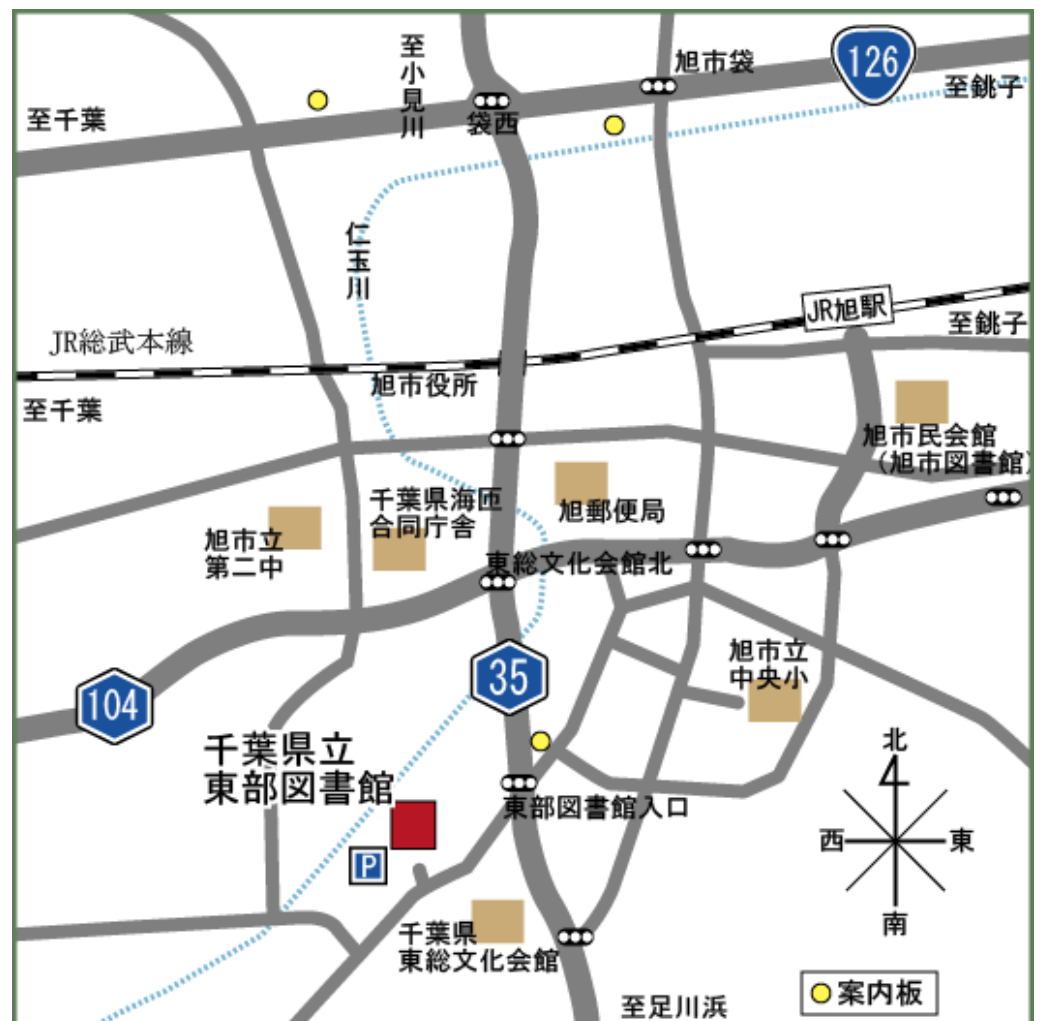 至小見川
旭市袋
126
至銚子
至千葉
袋西
仁玉川
JR旭駅
至銚子
JR総武本線
旭市役所
至千葉
旭市民会館
（旭市図書館）
千葉県海匝
合同庁舎
旭郵便局
旭市立
第二中
東総文化会館北
旭市立
中央小
35
104
千葉県立
東部図書館
北
東部図書館入口
西
東
P
南
千葉県
東総文化会館
案内板
至足川浜